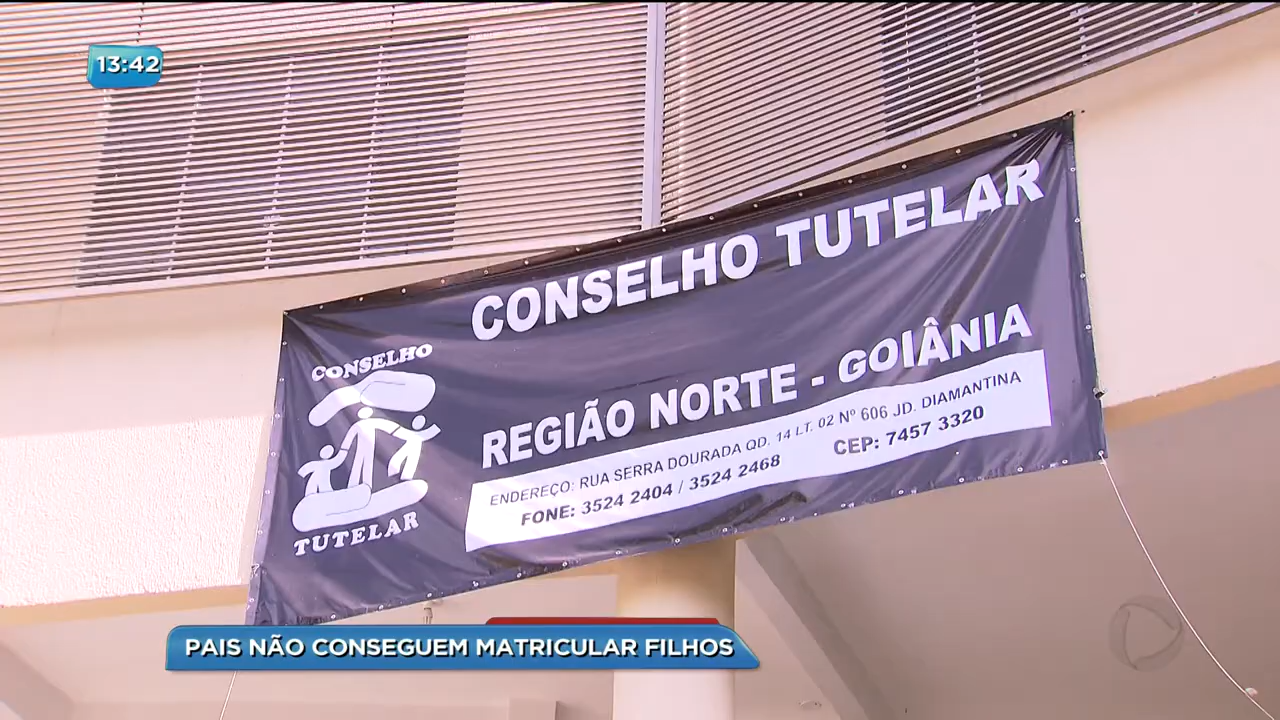 13:42
CONSELHO TUTELAR
REGIÃO NORTE - GOIÂNIA
ENDEREÇO: RUA SERRA DOURADA QD. 14 LT. 02 Nº 606 JD. DIAMANTINA
FONE: 3524 2404 / 3524 2468 CEP: 7457 3320
CONSELHO
TUTELAR
PAIS NÃO CONSEGUEM MATRICULAR FILHOS